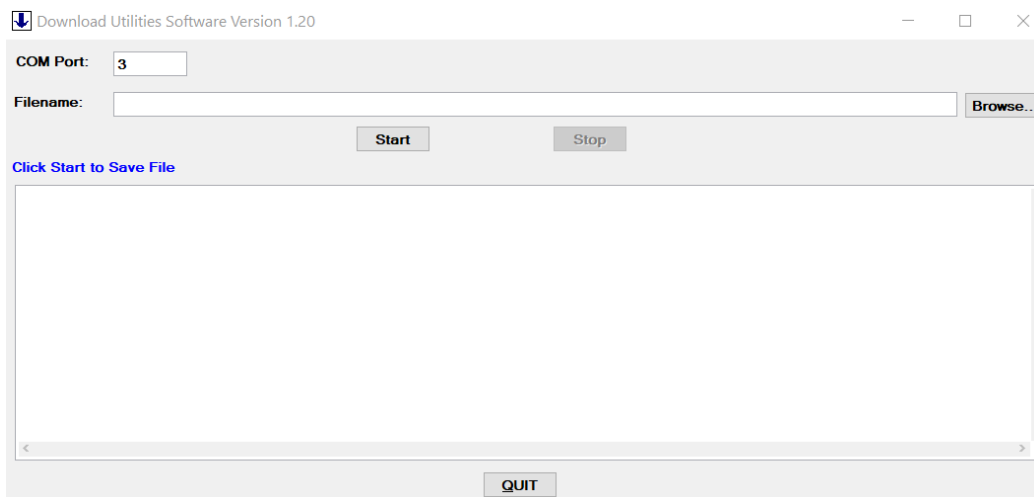 Download Utilities Software Version 1.20
COM Port: 3
Filename: Browse..
Start Stop
Click Start to Save File
QUIT